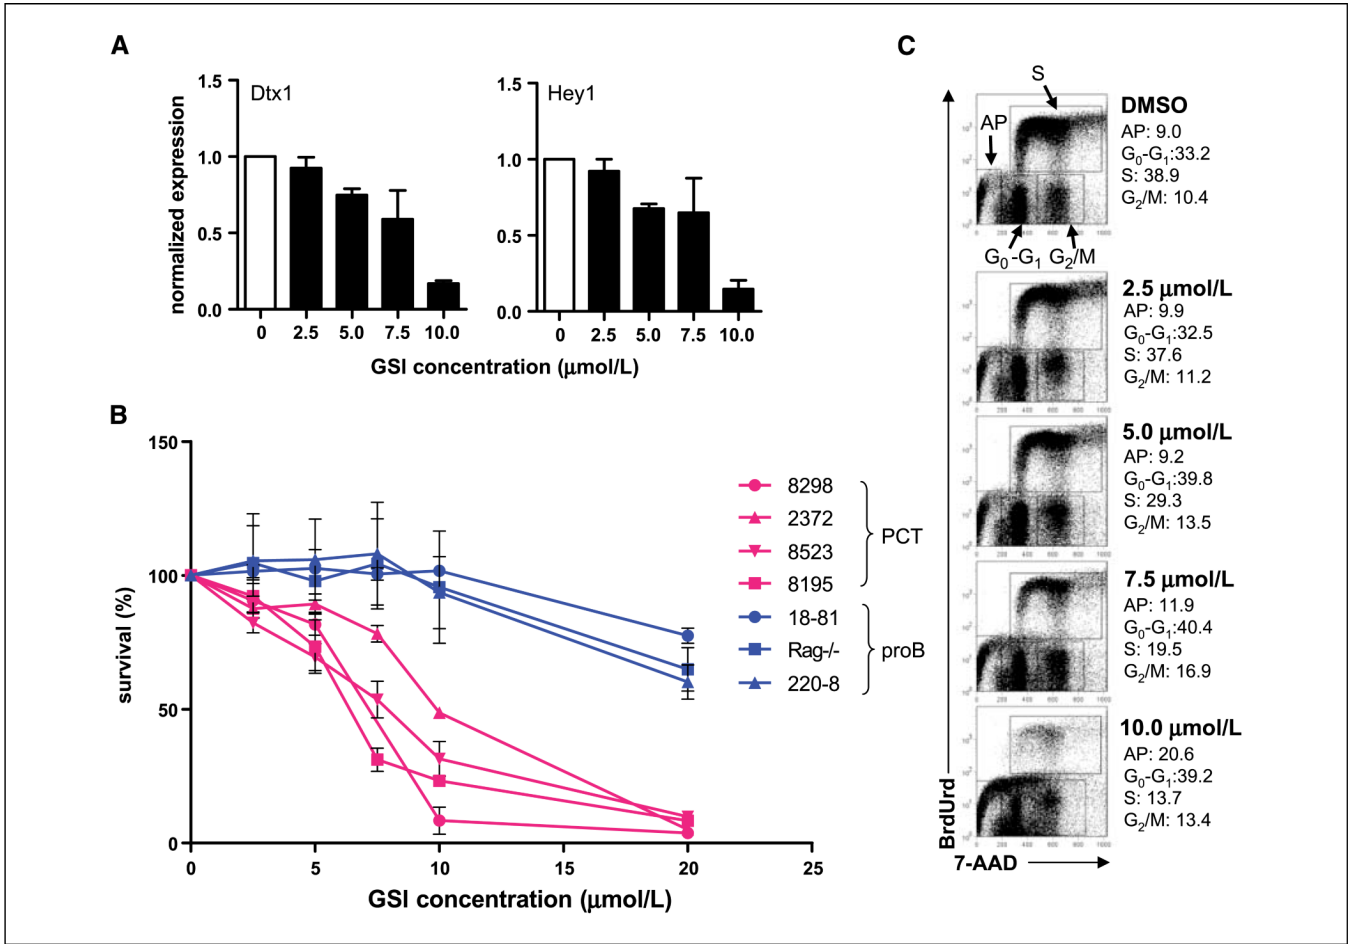 A
Dtx1
normalized expression
1.5
1.0
0.5
0.0
0 2.5 5.0 7.5 10.0
Hey1
1.5
1.0
0.5
0.0
0 2.5 5.0 7.5 10.0
GSI concentration (μmol/L)
B
survival (%)
150
100
50
0
0 5 10 15 20 25
GSI concentration (μmol/L)
8298
2372
8523
8195
PCT
18-81
Rag-/-
220-8
proB
C
S
AP
G₀-G₁ G₂/M
DMSO
AP: 9.0
G₀-G₁:33.2
S: 38.9
G₂/M: 10.4
2.5 μmol/L
AP: 9.9
G₀-G₁:32.5
S: 37.6
G₂/M: 11.2
5.0 μmol/L
AP: 9.2
G₀-G₁:39.8
S: 29.3
G₂/M: 13.5
7.5 μmol/L
AP: 11.9
G₀-G₁:40.4
S: 19.5
G₂/M: 16.9
10.0 μmol/L
AP: 20.6
G₀-G₁:39.2
S: 13.7
G₂/M: 13.4
BrdUrd
7-AAD